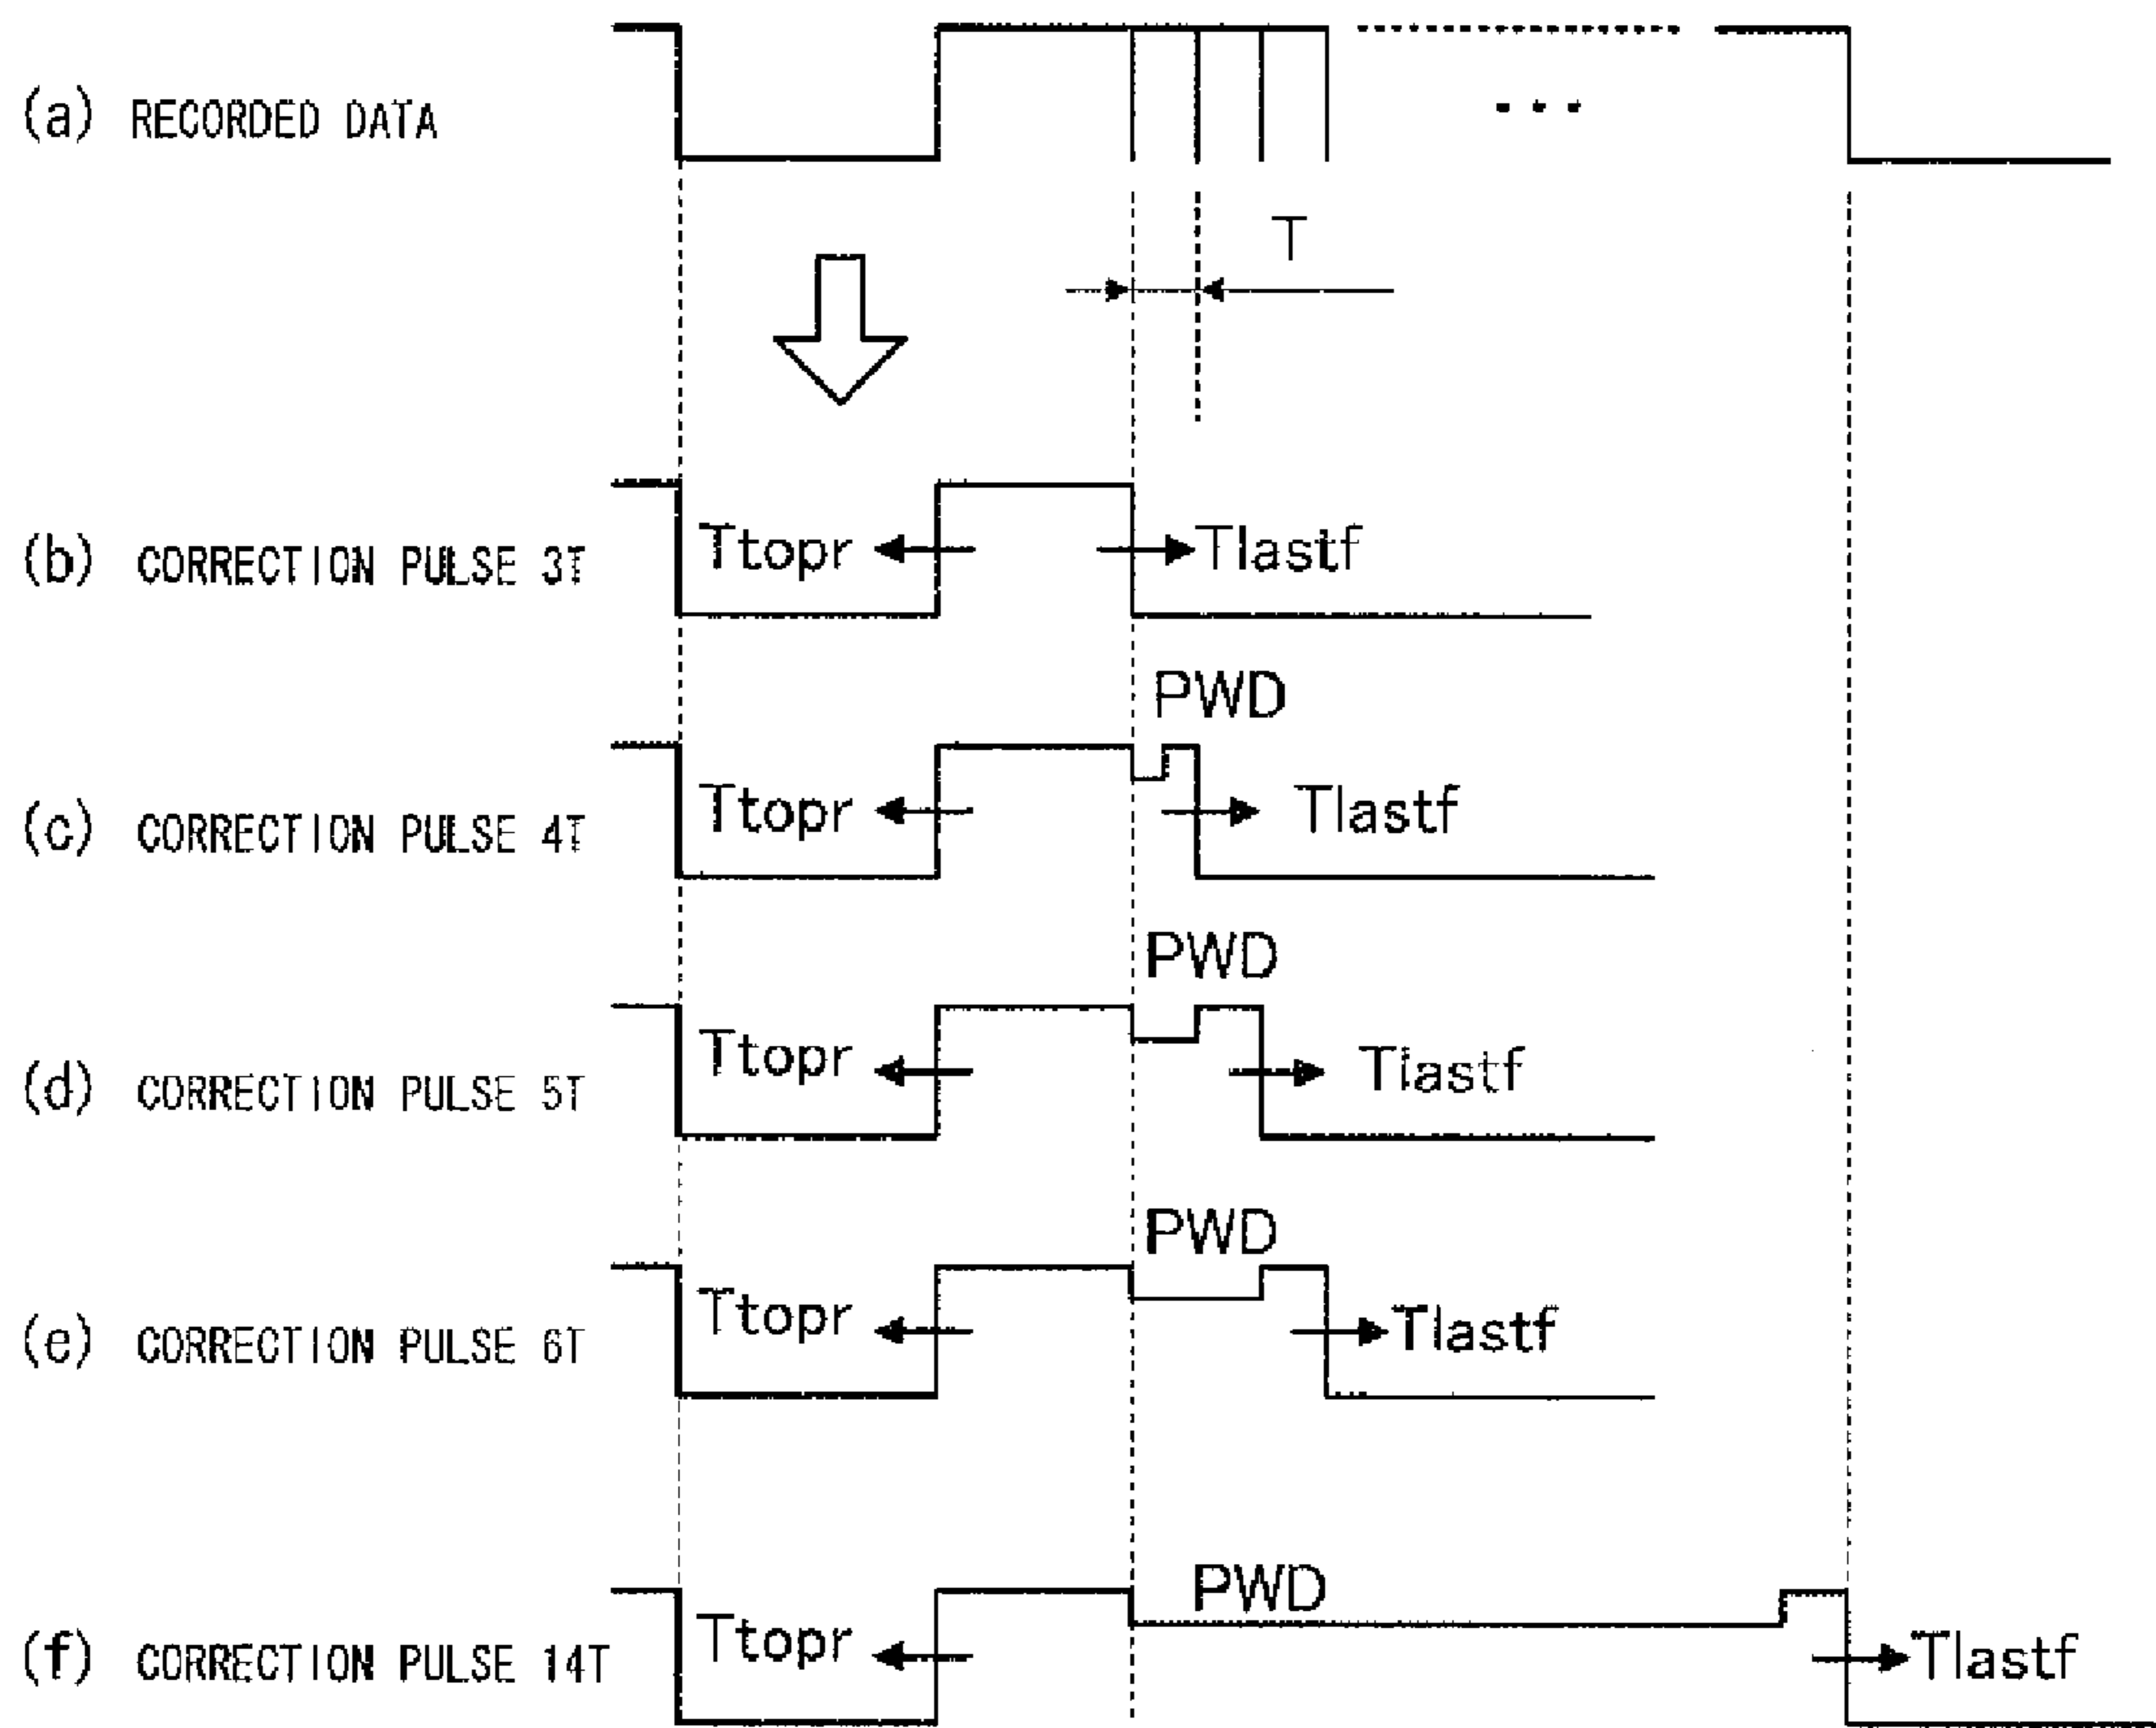 (a) RECORDED DATA
...
T
(b) CORRECTION PULSE 3T Ttopr Tlastf
PWD
(c) CORRECTION PULSE 4T Ttopr Tlastf
PWD
(d) CORRECTION PULSE 5T Ttopr Tlastf
PWD
(e) CORRECTION PULSE 6T Ttopr Tlastf
PWD
(f) CORRECTION PULSE 14T Ttopr Tlastf